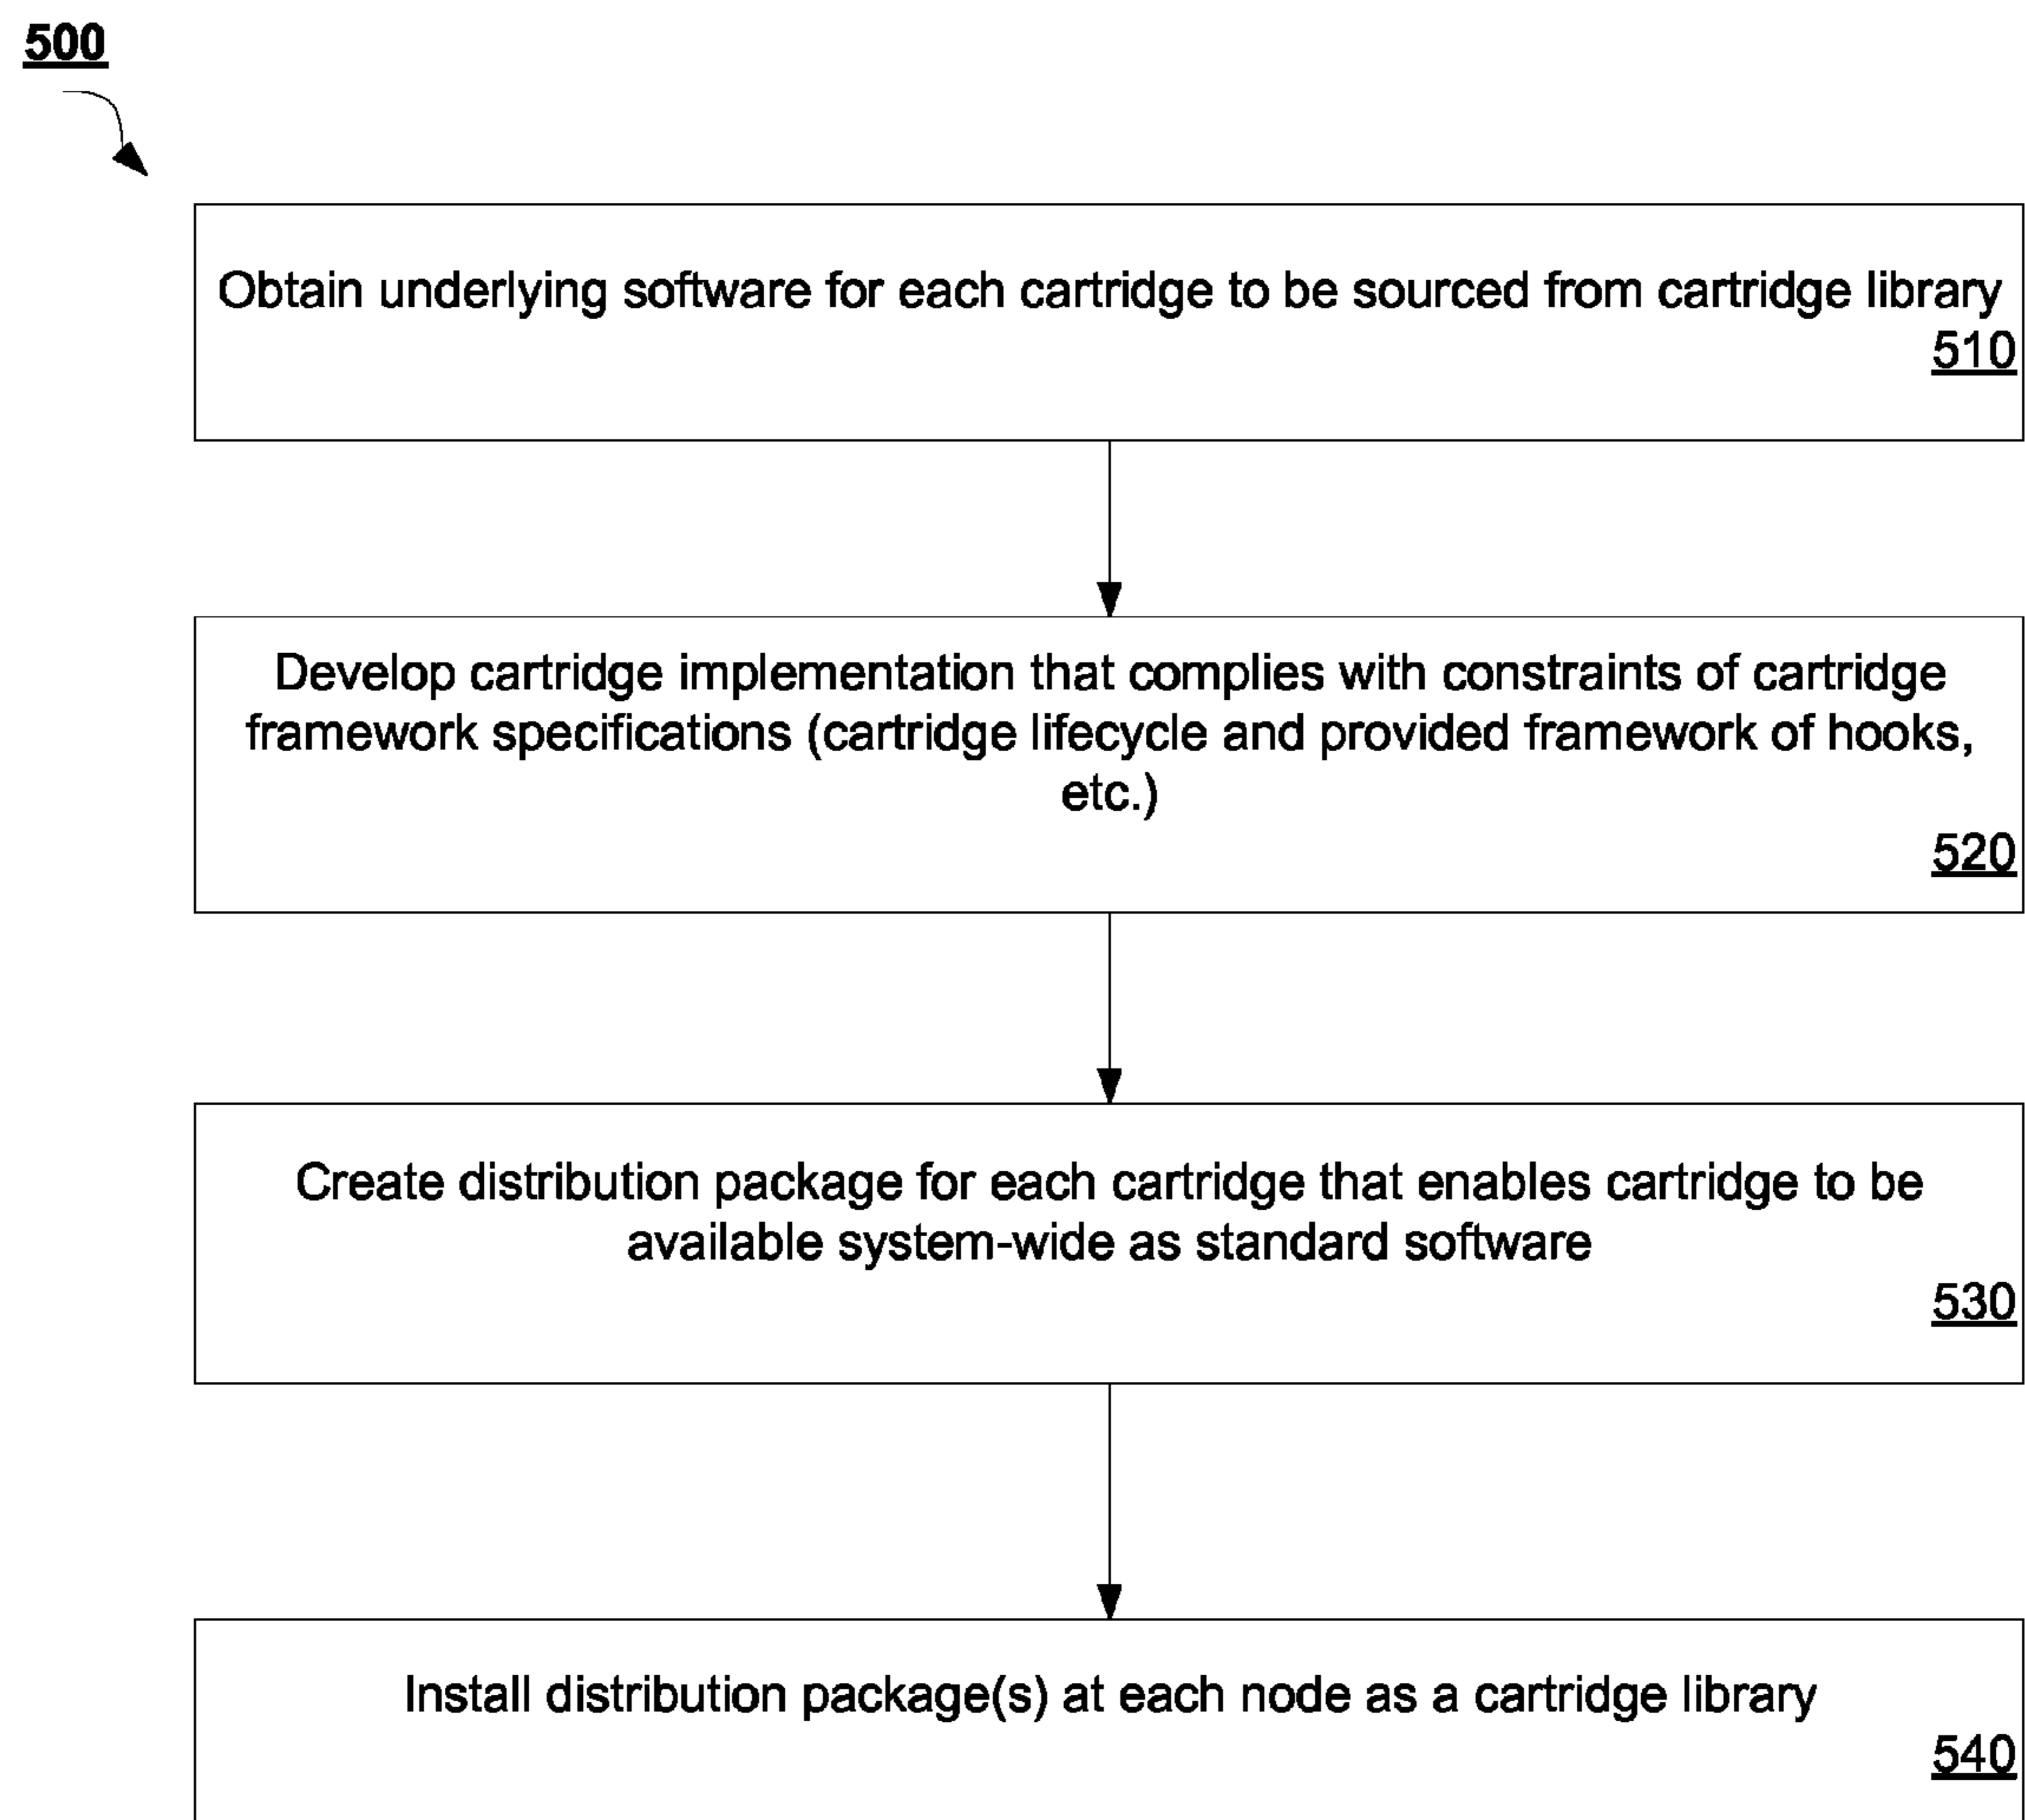 500
Obtain underlying software for each cartridge to be sourced from cartridge library
510
Develop cartridge implementation that complies with constraints of cartridge
framework specifications (cartridge lifecycle and provided framework of hooks,
etc.)
520
Create distribution package for each cartridge that enables cartridge to be
available system-wide as standard software
530
Install distribution package(s) at each node as a cartridge library
540